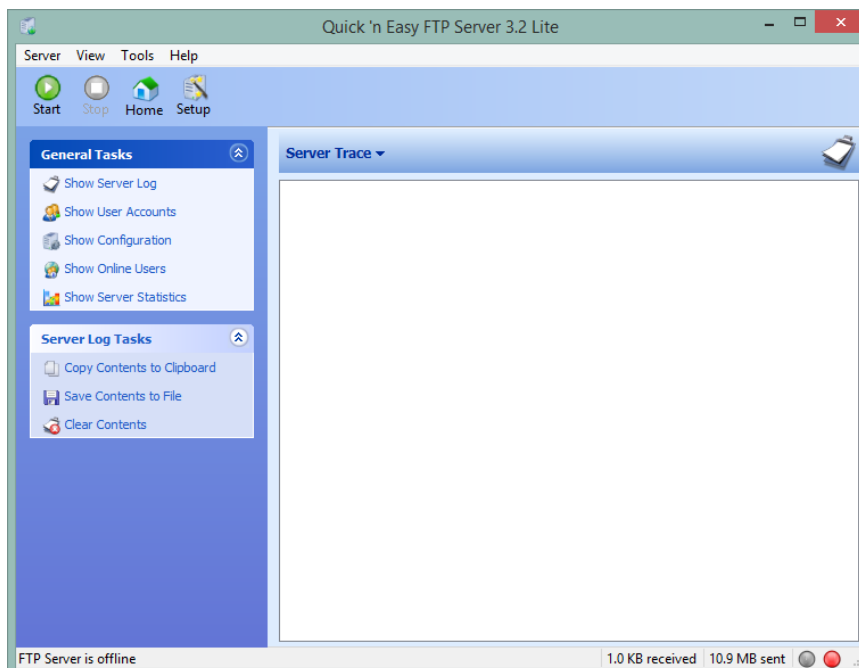 Quick 'n Easy FTP Server 3.2 Lite
Server View Tools Help
Start Stop Home Setup
General Tasks
Show Server Log
Show User Accounts
Show Configuration
Show Online Users
Show Server Statistics
Server Log Tasks
Copy Contents to Clipboard
Save Contents to File
Clear Contents
Server Trace
FTP Server is offline 1.0 KB received 10.9 MB sent